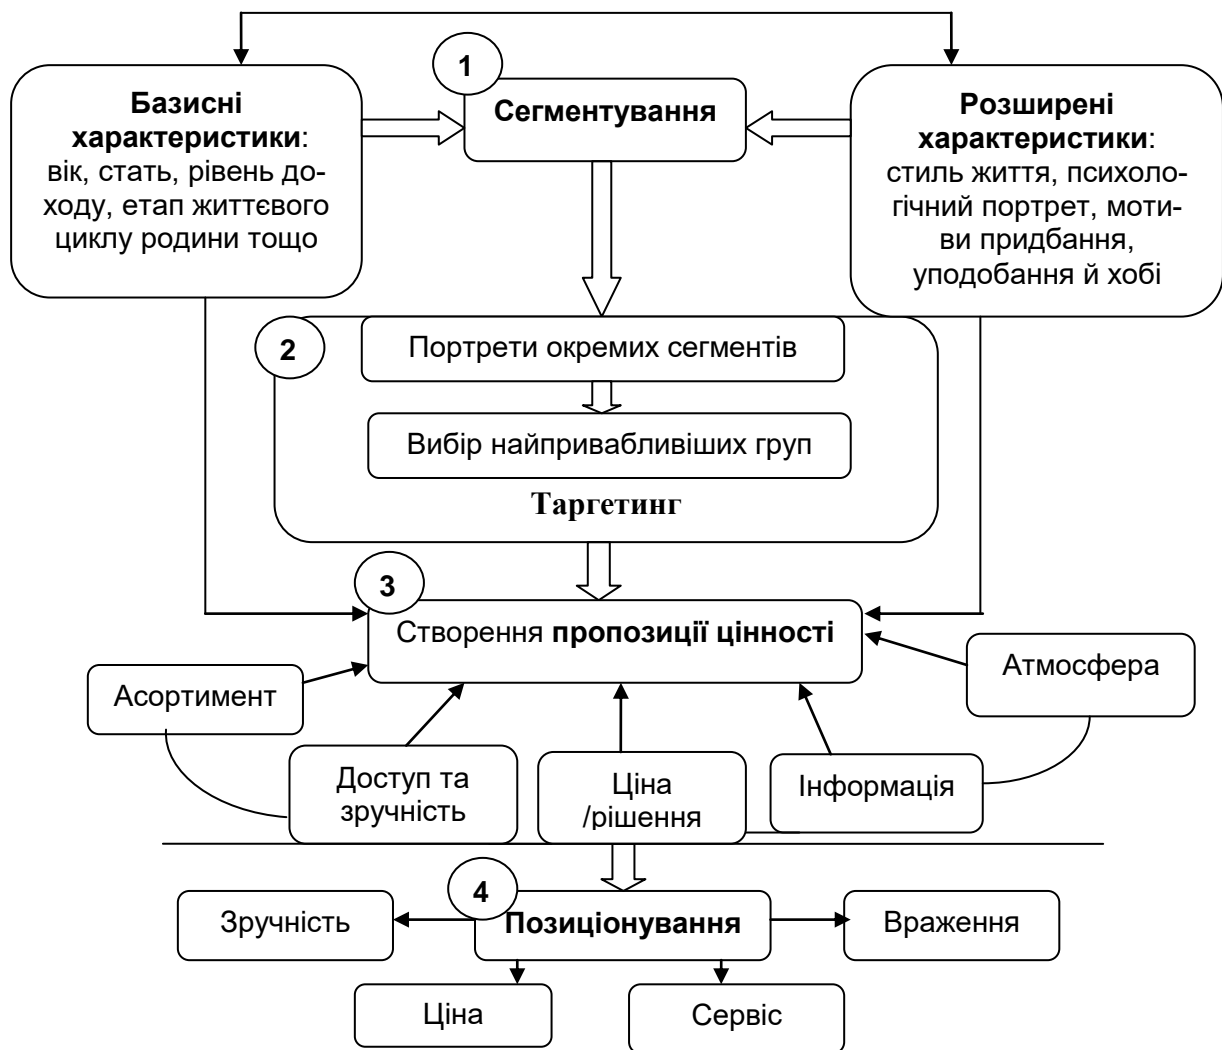 1
Сегментування
Базисні
характеристики:
вік, стать, рівень до-
ходу, етап життєвого
циклу родини тощо
Розширені
характеристики:
стиль життя, психоло-
гічний портрет, моти-
ви придбання,
уподобання й хобі
2
Портрети окремих сегментів
Вибір найпривабливіших груп
Таргетинг
3
Створення пропозиції цінності
Асортимент
Атмосфера
Доступ та
зручність
Ціна
/рішення
Інформація
4
Позиціонування
Зручність
Враження
Ціна
Сервіс